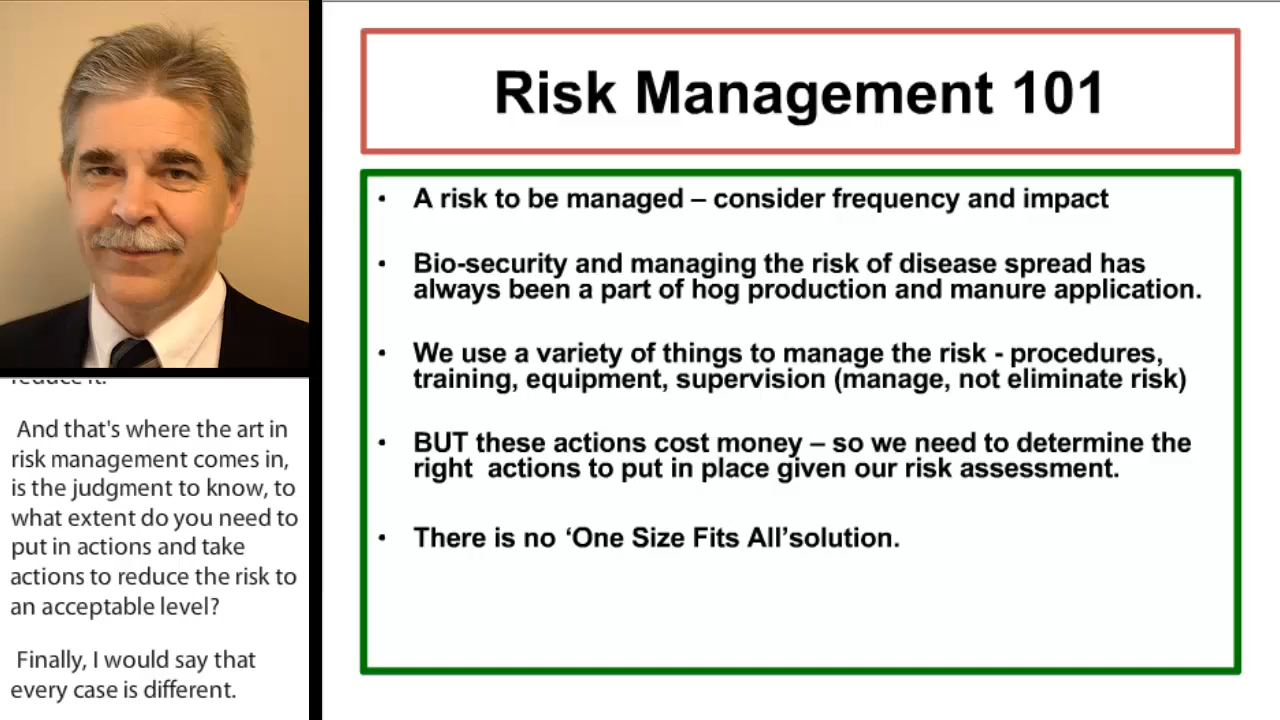 Risk Management 101
• A risk to be managed – consider frequency and impact
• Bio-security and managing the risk of disease spread has
always been a part of hog production and manure application.
• We use a variety of things to manage the risk - procedures,
training, equipment, supervision (manage, not eliminate risk)
• BUT these actions cost money – so we need to determine the
right  actions to put in place given our risk assessment.
• There is no ‘One Size Fits All’solution.
reduce it.
And that's where the art in
risk management comes in,
is the judgment to know, to
what extent do you need to
put in actions and take
actions to reduce the risk to
an acceptable level?
Finally, I would say that
every case is different.